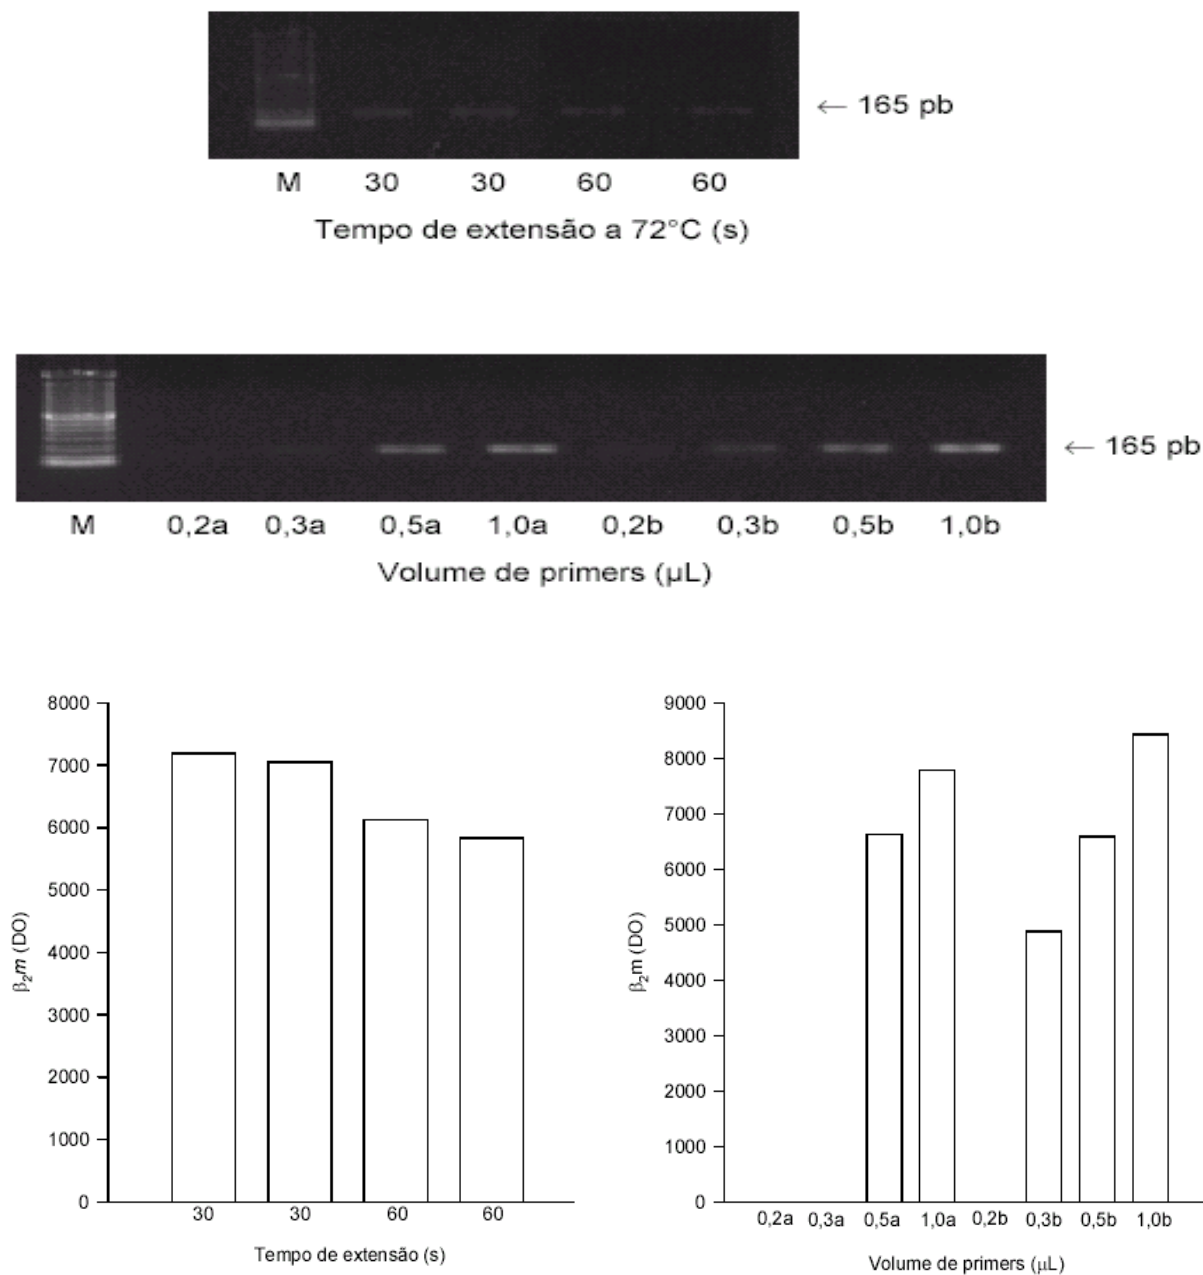 ← 165 pb
M 30 30 60 60
Tempo de extensão a 72°C (s)
← 165 pb
M 0,2a 0,3a 0,5a 1,0a 0,2b 0,3b 0,5b 1,0b
Volume de primers (µL)
8000
7000
6000
5000
4000
3000
2000
1000
0
β₂m (DO)
30 30 60 60
Tempo de extensão (s)
9000
8000
7000
6000
5000
4000
3000
2000
1000
0
β₂m (DO)
0,2a 0,3a 0,5a 1,0a 0,2b 0,3b 0,5b 1,0b
Volume de primers (µL)